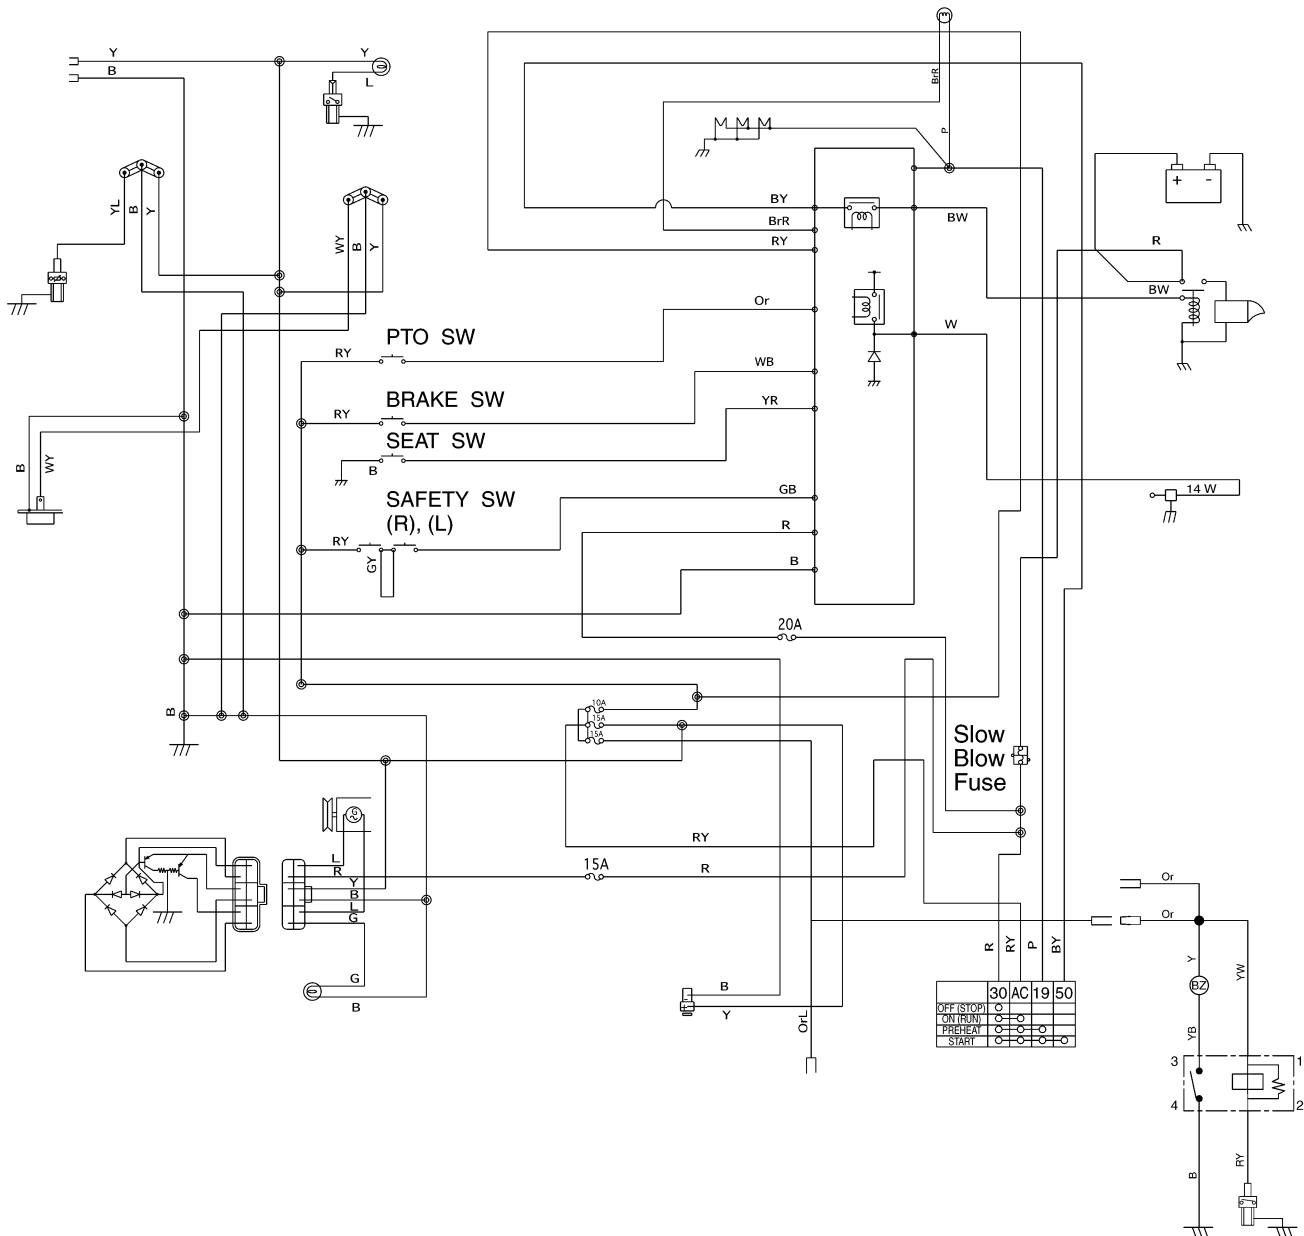 Y
Y
B
L
BrR
P
+ -
YL
B
Y
WY
B
Y
BY
BrR
RY
BW
R
BW
Or
W
PTO SW
RY
WB
BRAKE SW
RY
YR
SEAT SW
B
B
WY
SAFETY SW
(R), (L)
GB
14 W
R
RY
GY
B
20A
B
10A
15A
15A
Slow
Blow
Fuse
G
RY
L
R
Y
B
L
G
15A
R
Or
Or
R
RY
P
BY
Y
YW
G
B
B
Y
OrL
BZ
30 AC 19 50
OFF (STOP)
ON (RUN)
PREHEAT
START
YB
3
1
4
2
B
RY